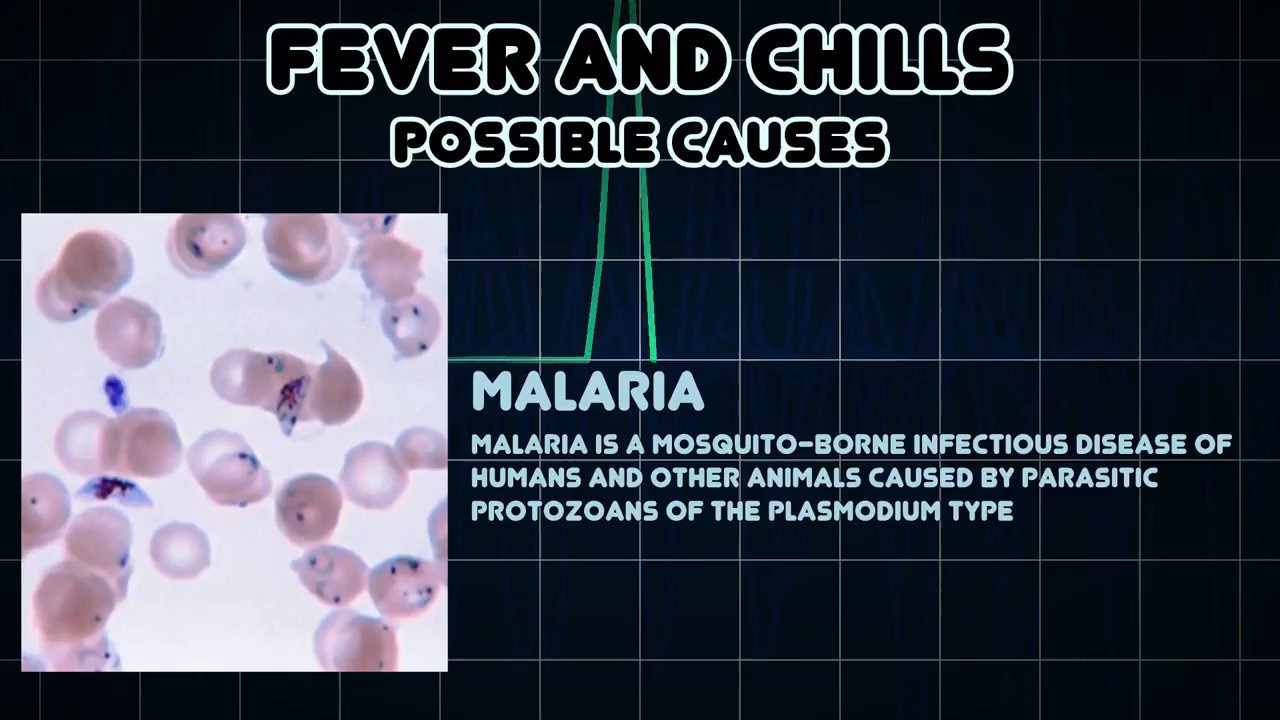 FEVER AND CHILLS
POSSIBLE CAUSES
MALARIA
MALARIA IS A MOSQUITO-BORNE INFECTIOUS DISEASE OF
HUMANS AND OTHER ANIMALS CAUSED BY PARASITIC
PROTOZOANS OF THE PLASMODIUM TYPE